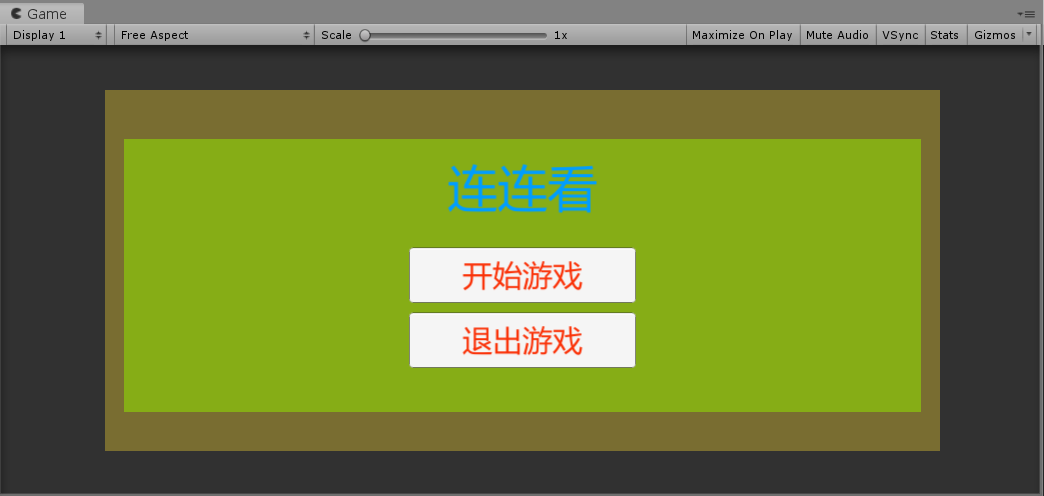 Game
Display 1 Free Aspect Scale 1x Maximize On Play Mute Audio VSync Stats Gizmos
连连看
开始游戏
退出游戏